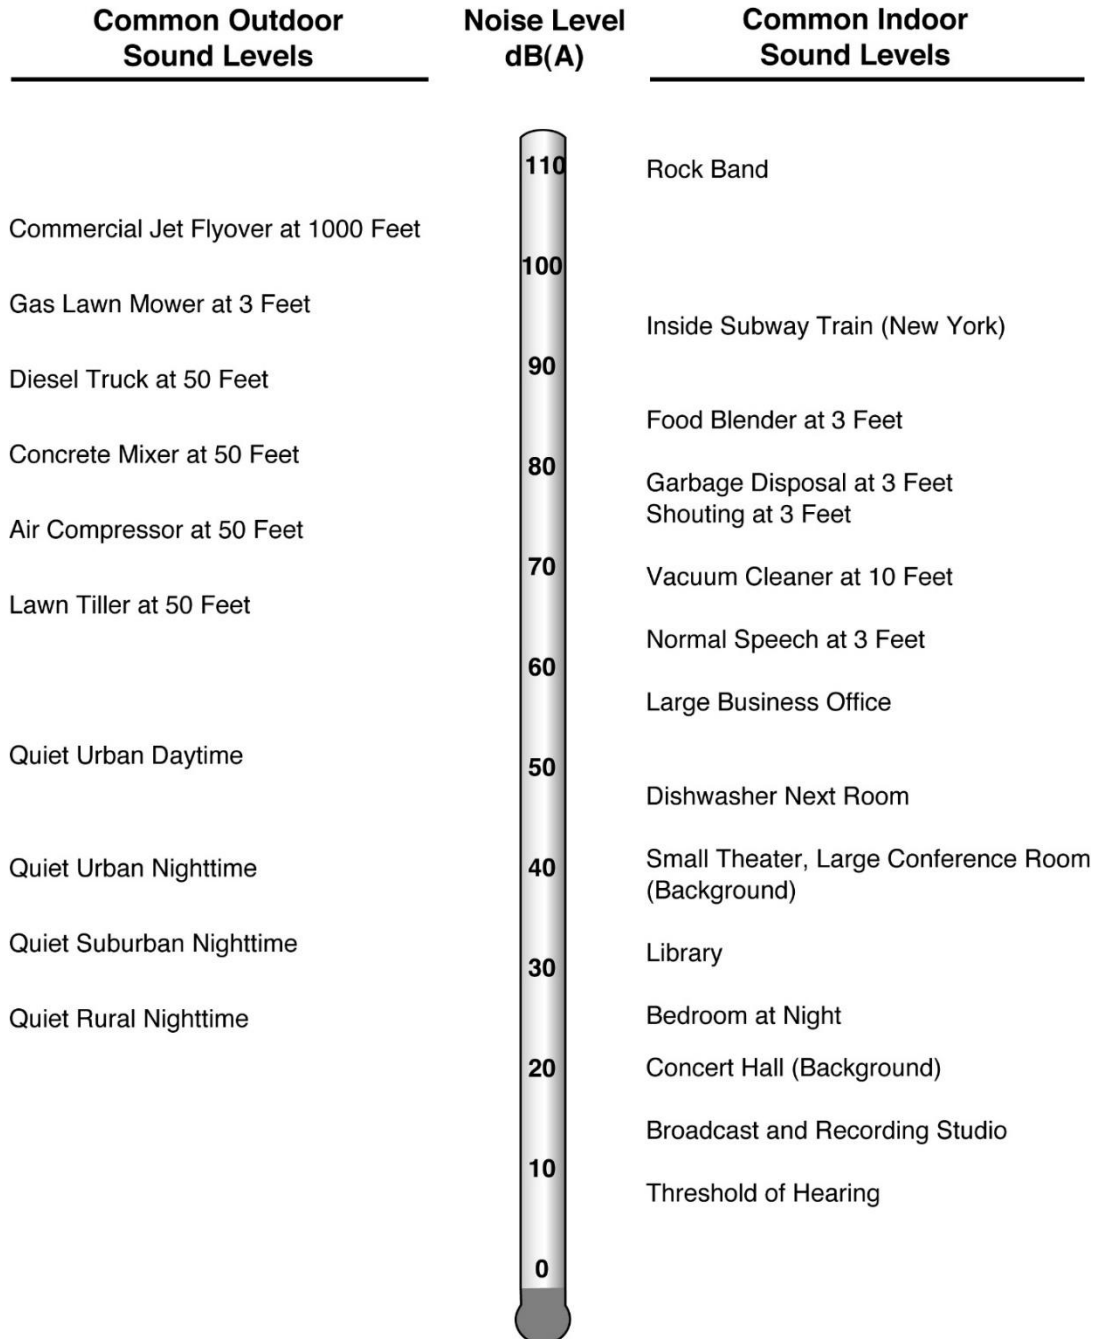 Common Outdoor
Sound Levels
Noise Level
dB(A)
Common Indoor
Sound Levels
110
Rock Band
Commercial Jet Flyover at 1000 Feet
100
Gas Lawn Mower at 3 Feet
Inside Subway Train (New York)
90
Diesel Truck at 50 Feet
Food Blender at 3 Feet
Concrete Mixer at 50 Feet
80
Garbage Disposal at 3 Feet
Shouting at 3 Feet
Air Compressor at 50 Feet
70
Vacuum Cleaner at 10 Feet
Lawn Tiller at 50 Feet
Normal Speech at 3 Feet
60
Large Business Office
Quiet Urban Daytime
50
Dishwasher Next Room
Small Theater, Large Conference Room
(Background)
Quiet Urban Nighttime
40
Quiet Suburban Nighttime
Library
30
Bedroom at Night
Quiet Rural Nighttime
20
Concert Hall (Background)
Broadcast and Recording Studio
10
Threshold of Hearing
0